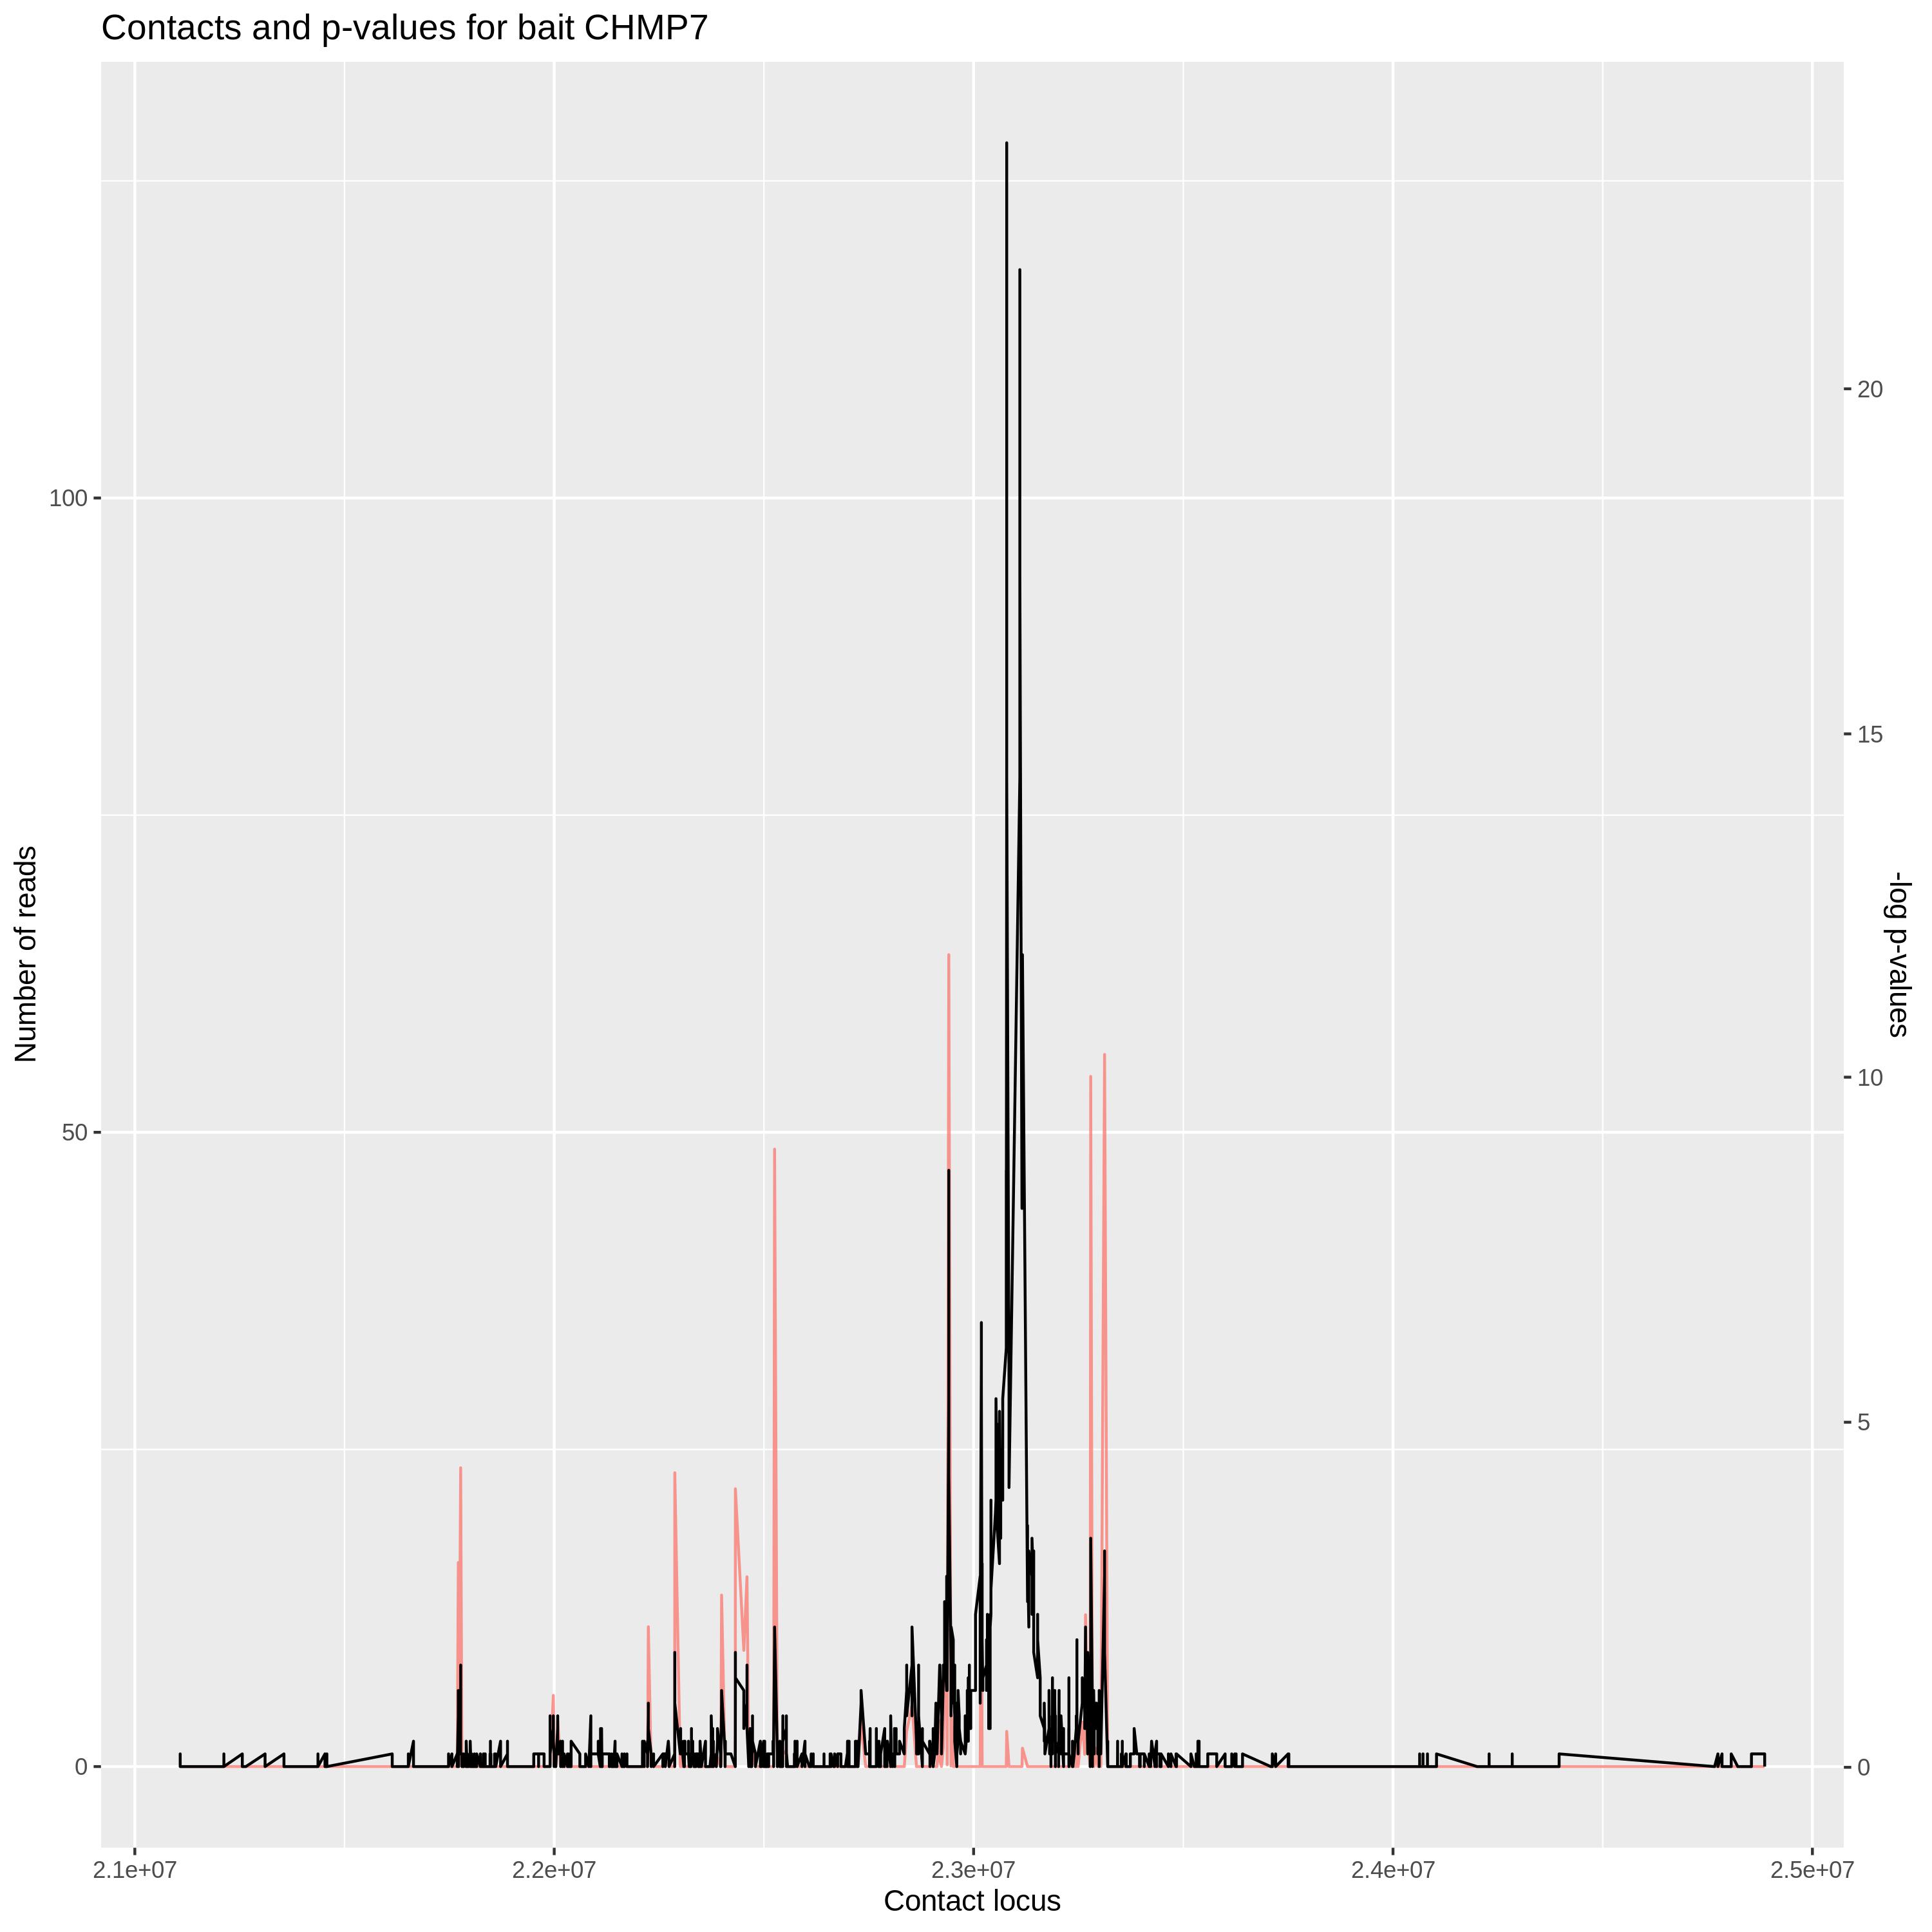 Contacts and p-values for bait CHMP7
Number of reads
100
50
0
20
15
10
5
0
-log p-values
2.1e+07
2.2e+07
2.3e+07
2.4e+07
2.5e+07
Contact locus